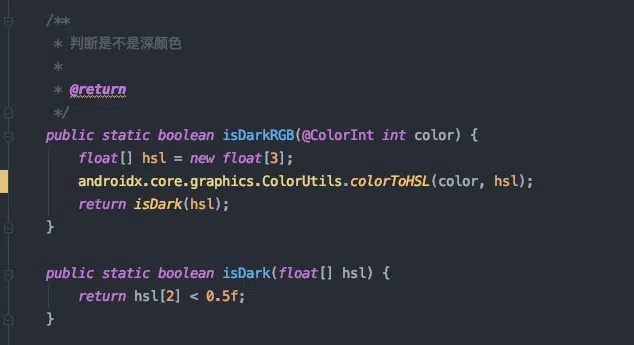 /**
 * 判断是不是深颜色
 *
 * @return
 */
public static boolean isDarkRGB(@ColorInt int color) {
    float[] hsl = new float[3];
    androidx.core.graphics.ColorUtils.colorToHSL(color, hsl);
    return isDark(hsl);
}

public static boolean isDark(float[] hsl) {
    return hsl[2] < 0.5f;
}